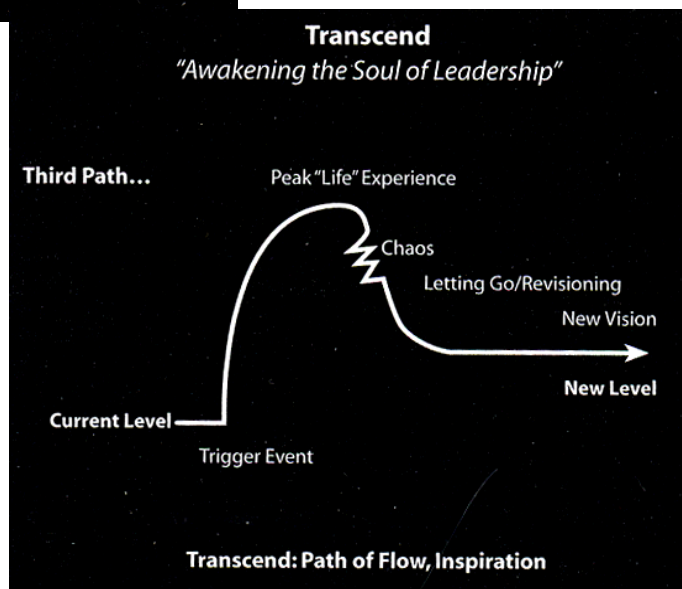 Transcend
“Awakening the Soul of Leadership”
Third Path...
Peak “Life” Experience
Chaos
Letting Go/Revisioning
New Vision
New Level
Current Level
Trigger Event
Transcend: Path of Flow, Inspiration